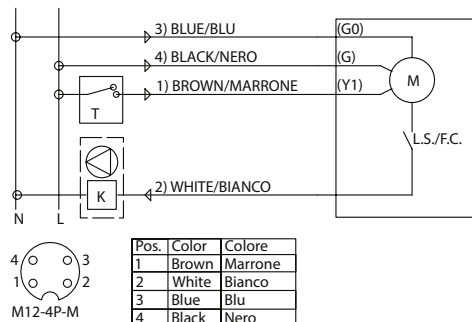 3) BLUE/BLU (G0)
4) BLACK/NERO (G)
1) BROWN/MARRONE (Y1)
M
T
L.S./F.C.
K
2) WHITE/BIANCO
N L
4 3
1 2
M12-4P-M
Pos. Color Colore
1 Brown Marrone
2 White Bianco
3 Blue Blu
4 Black Nero